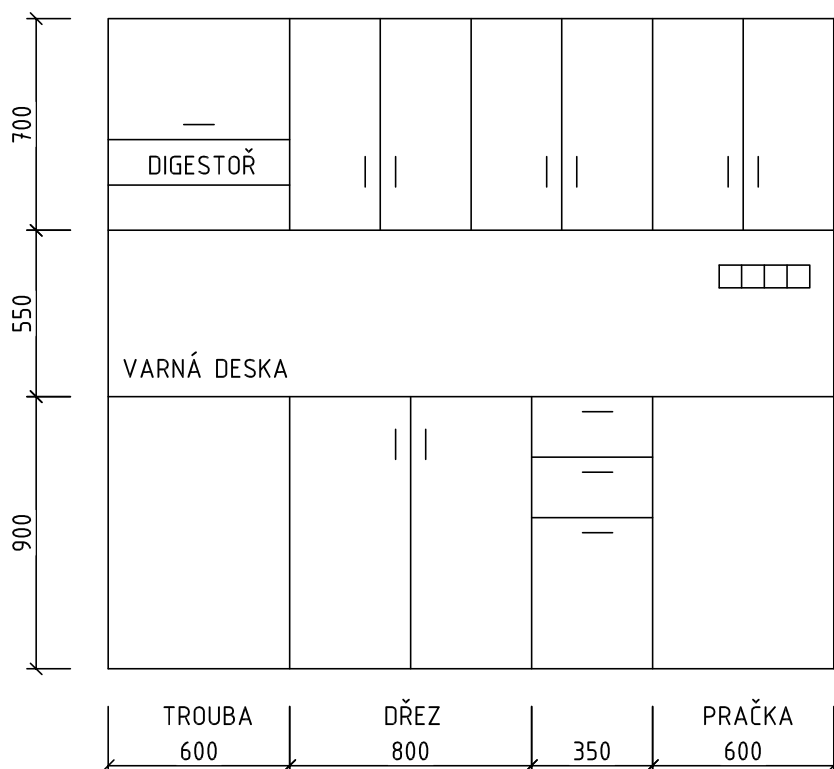 700
DIGESTOŘ
550
VARNÁ DESKA
900
TROUBA DŘEZ PRAČKA
600 800 350 600